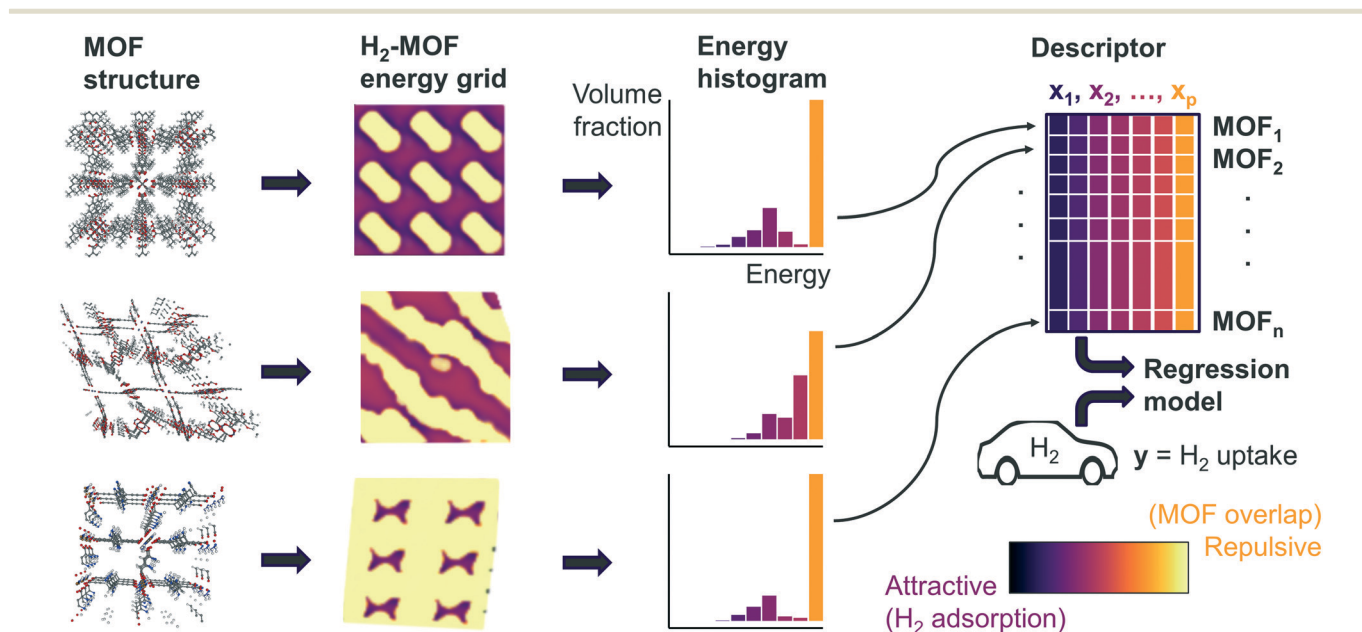 MOF
structure
H₂-MOF
energy grid
Energy
histogram
Descriptor
Volume
fraction
x₁, x₂, ..., xₚ
MOF₁
MOF₂
MOFₙ
Energy
Regression
model
H₂
y = H₂ uptake
(MOF overlap)
Repulsive
Attractive
(H₂ adsorption)